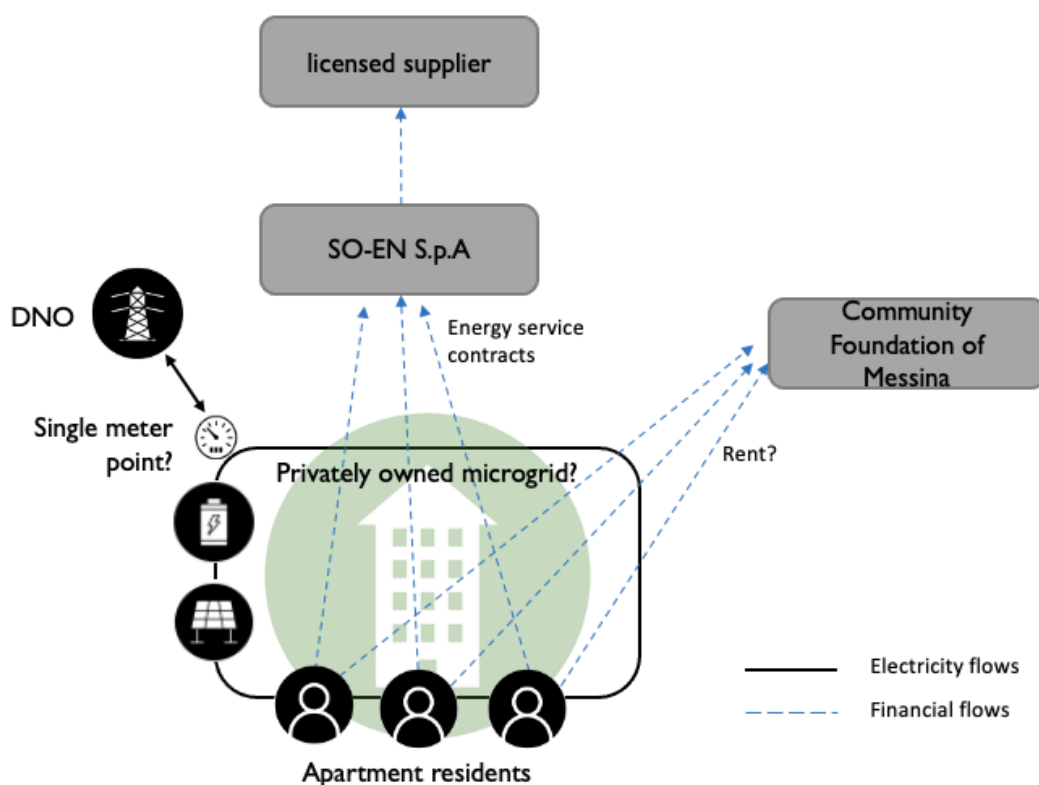 licensed supplier
SO-EN S.p.A
DNO
Energy service
contracts
Community
Foundation of
Messina
Single meter
point?
Privately owned microgrid?
Rent?
Electricity flows
Financial flows
Apartment residents